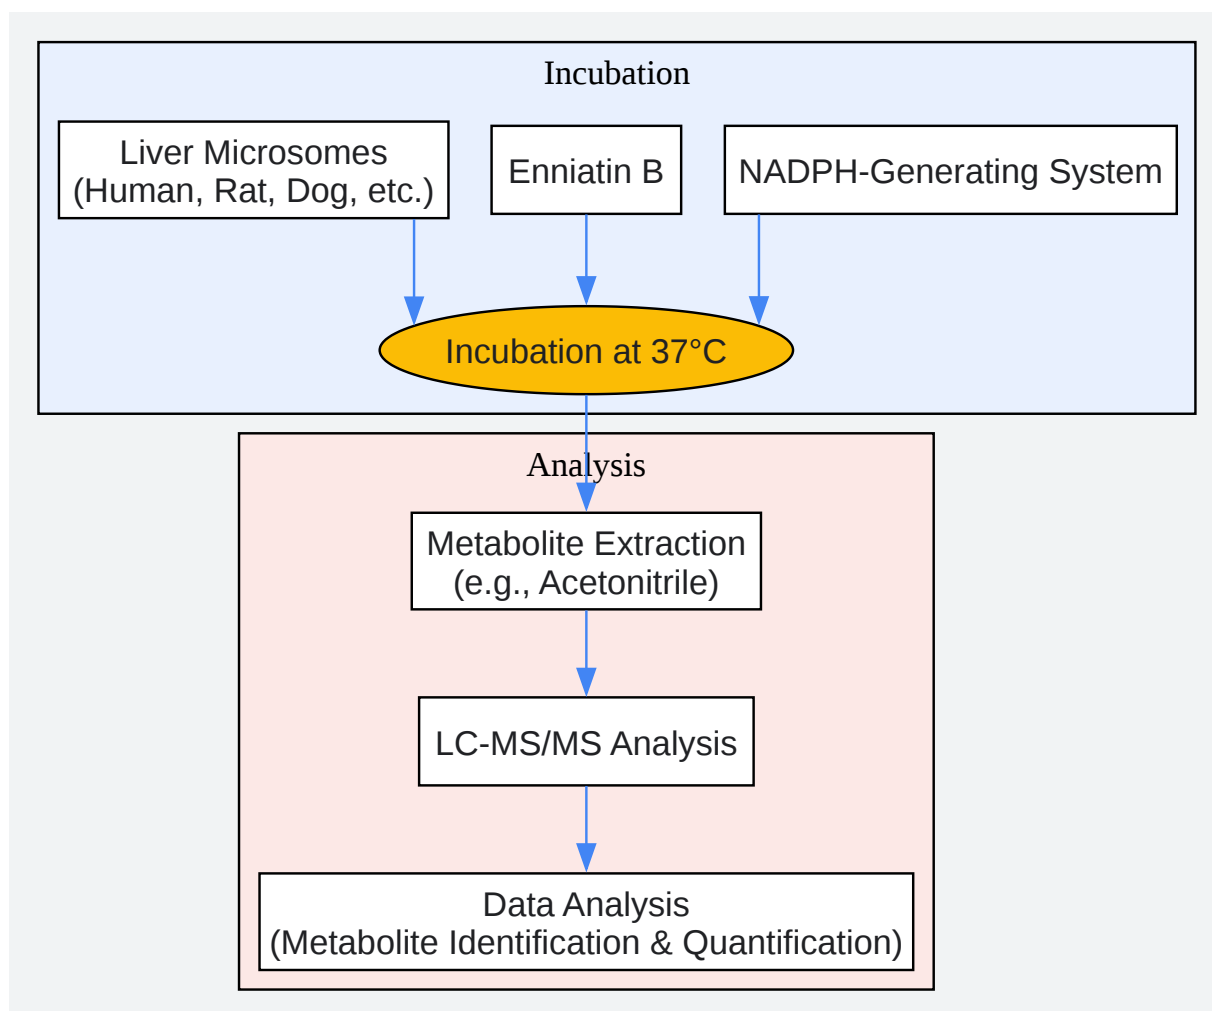 Incubation
Liver Microsomes
(Human, Rat, Dog, etc.)
Enniatin B
NADPH-Generating System
Incubation at 37°C
Analysis
Metabolite Extraction
(e.g., Acetonitrile)
LC-MS/MS Analysis
Data Analysis
(Metabolite Identification & Quantification)